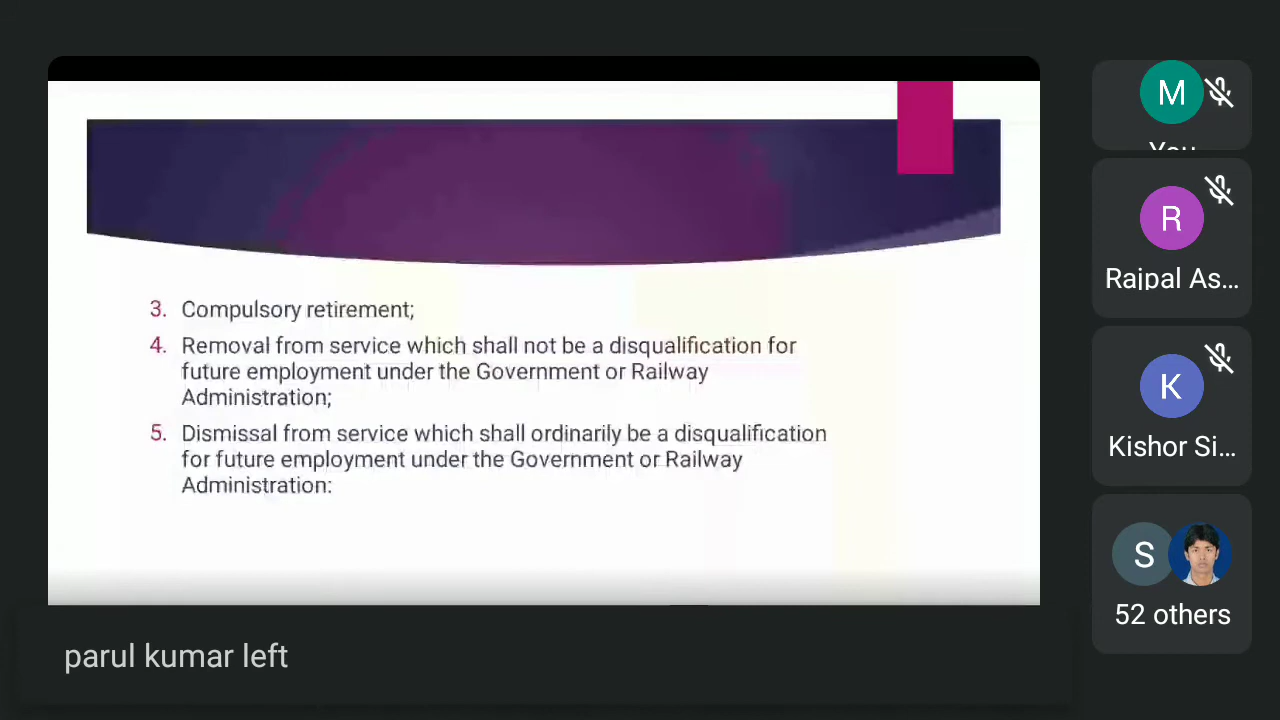 3. Compulsory retirement;
4. Removal from service which shall not be a disqualification for
future employment under the Government or Railway
Administration;
5. Dismissal from service which shall ordinarily be a disqualification
for future employment under the Government or Railway
Administration:
parul kumar left
M
You
R
Rajpal As...
K
Kishor Si...
S
52 others